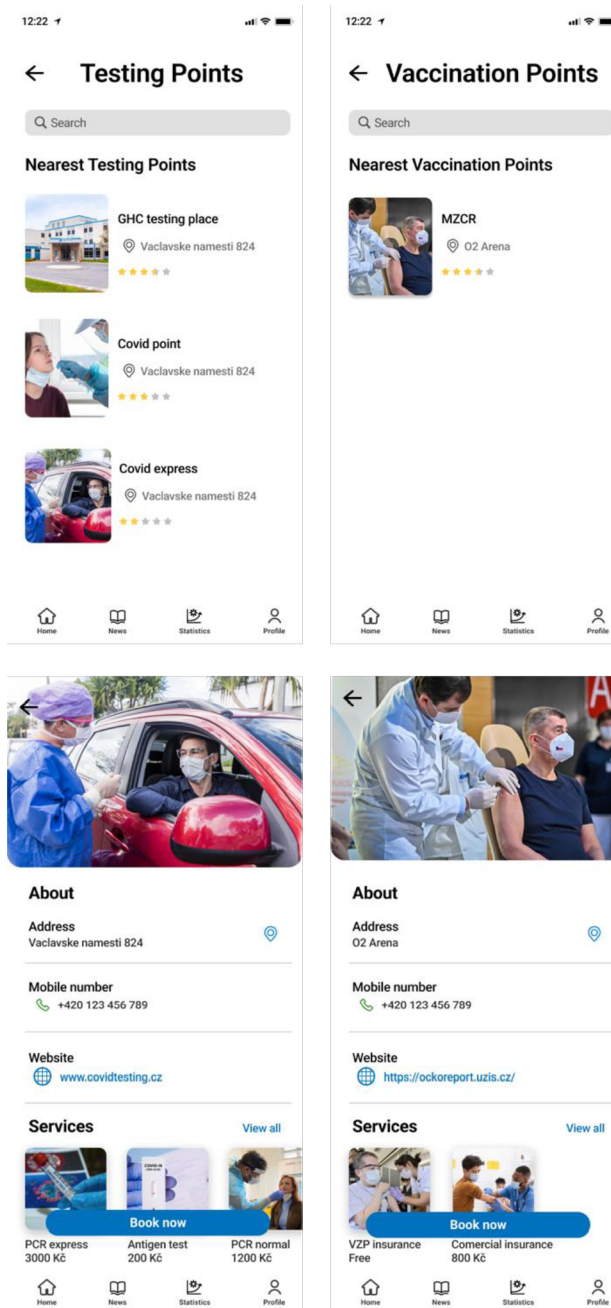 12:22
Testing Points
Search
Nearest Testing Points
GHC testing place
Vaclavske namesti 824
Covid point
Vaclavske namesti 824
Covid express
Vaclavske namesti 824
Home News Statistics Profile
12:22
Vaccination Points
Search
Nearest Vaccination Points
MZCR
O2 Arena
Home News Statistics Profile
About
Address
Vaclavske namesti 824
Mobile number
+420 123 456 789
Website
www.covidtesting.cz
Services View all
COVID-19
Book now
PCR express Antigen test PCR normal
3000 Kč 200 Kč 1200 Kč
Home News Statistics Profile
A
About
Address
O2 Arena
Mobile number
+420 123 456 789
Website
https://ockoreport.uzis.cz/
Services View all
Book now
VZP insurance Comercial insurance
Free 800 Kč
Home News Statistics Profile